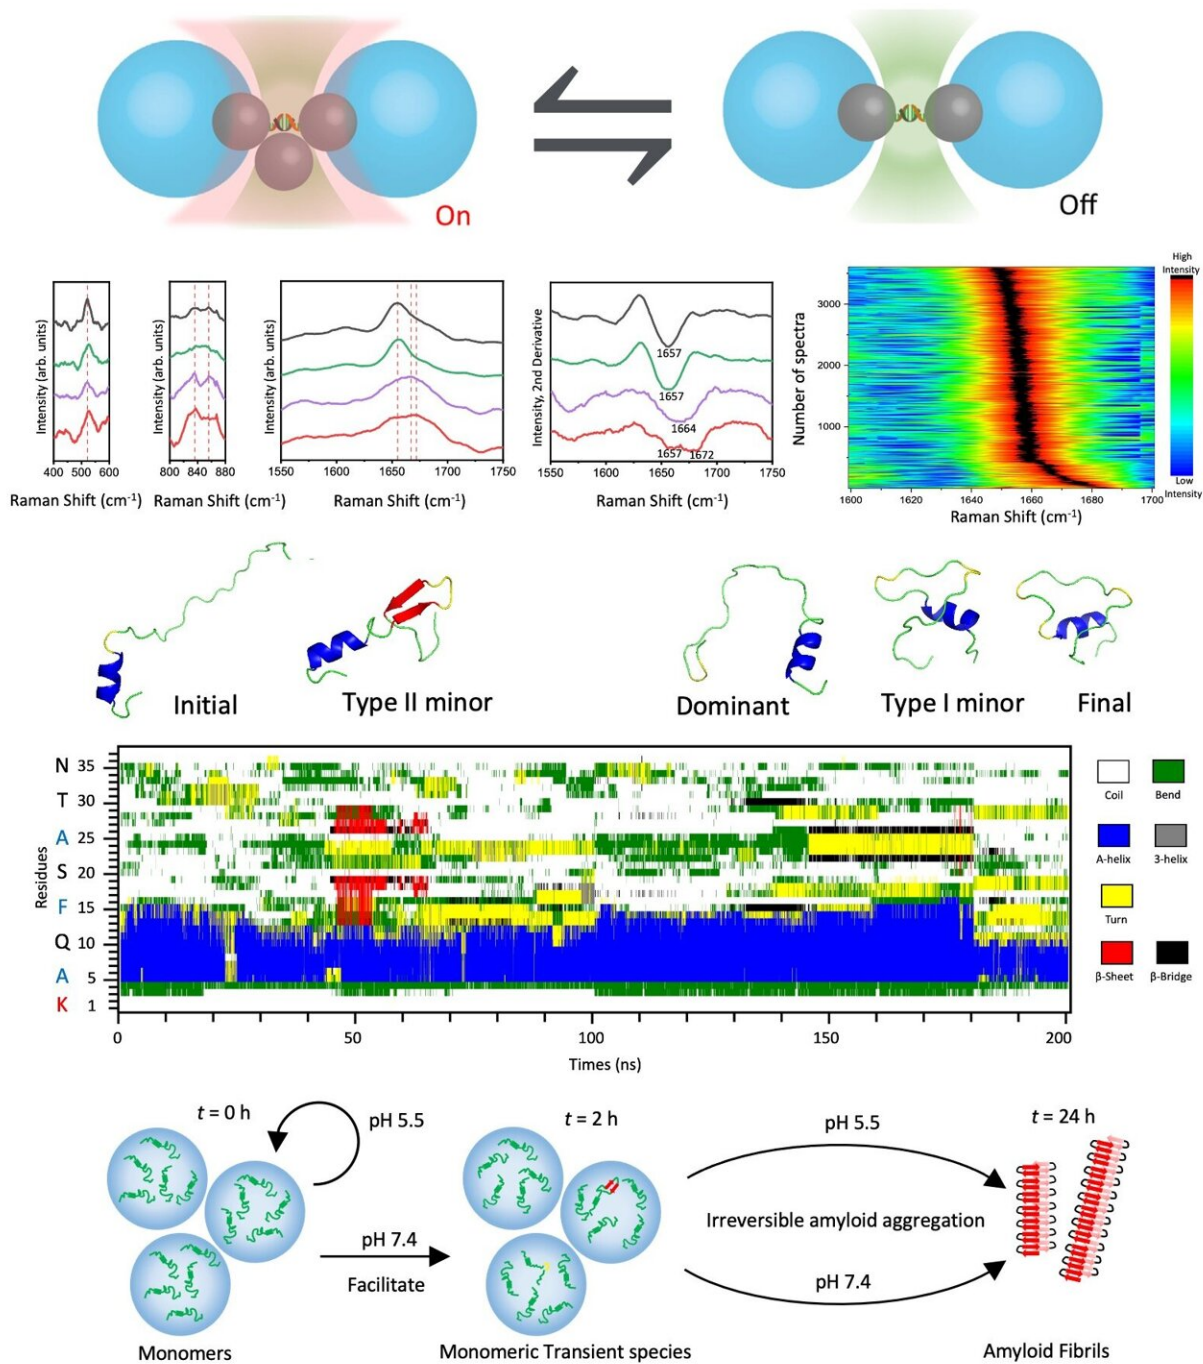 On
Off
Intensity (arb. units)
400 500 600
Raman Shift (cm⁻¹)
Intensity (arb. units)
800 840 880
Raman Shift (cm⁻¹)
Intensity (arb. units)
1550 1600 1650 1700 1750
Raman Shift (cm⁻¹)
Intensity, 2nd Derivative
1657
1657
1664
1657 1672
1550 1600 1650 1700 1750
Raman Shift (cm⁻¹)
Number of spectra
3000
2000
1000
1600 1620 1640 1660 1680 1700
Raman Shift (cm⁻¹)
High
Intensity
Low
Intensity
Initial
Type II minor
Dominant
Type I minor
Final
Residues
N 35
T 30
A 25
S 20
F 15
Q 10
A 5
K 1
0 50 100 150 200
Times (ns)
Coil
Bend
A-helix
3-helix
Turn
β-Sheet
β-Bridge
t = 0 h
pH 5.5
t = 2 h
pH 5.5
t = 24 h
pH 7.4
Facilitate
Irreversible amyloid aggregation
pH 7.4
Monomers
Monomeric Transient species
Amyloid Fibrils